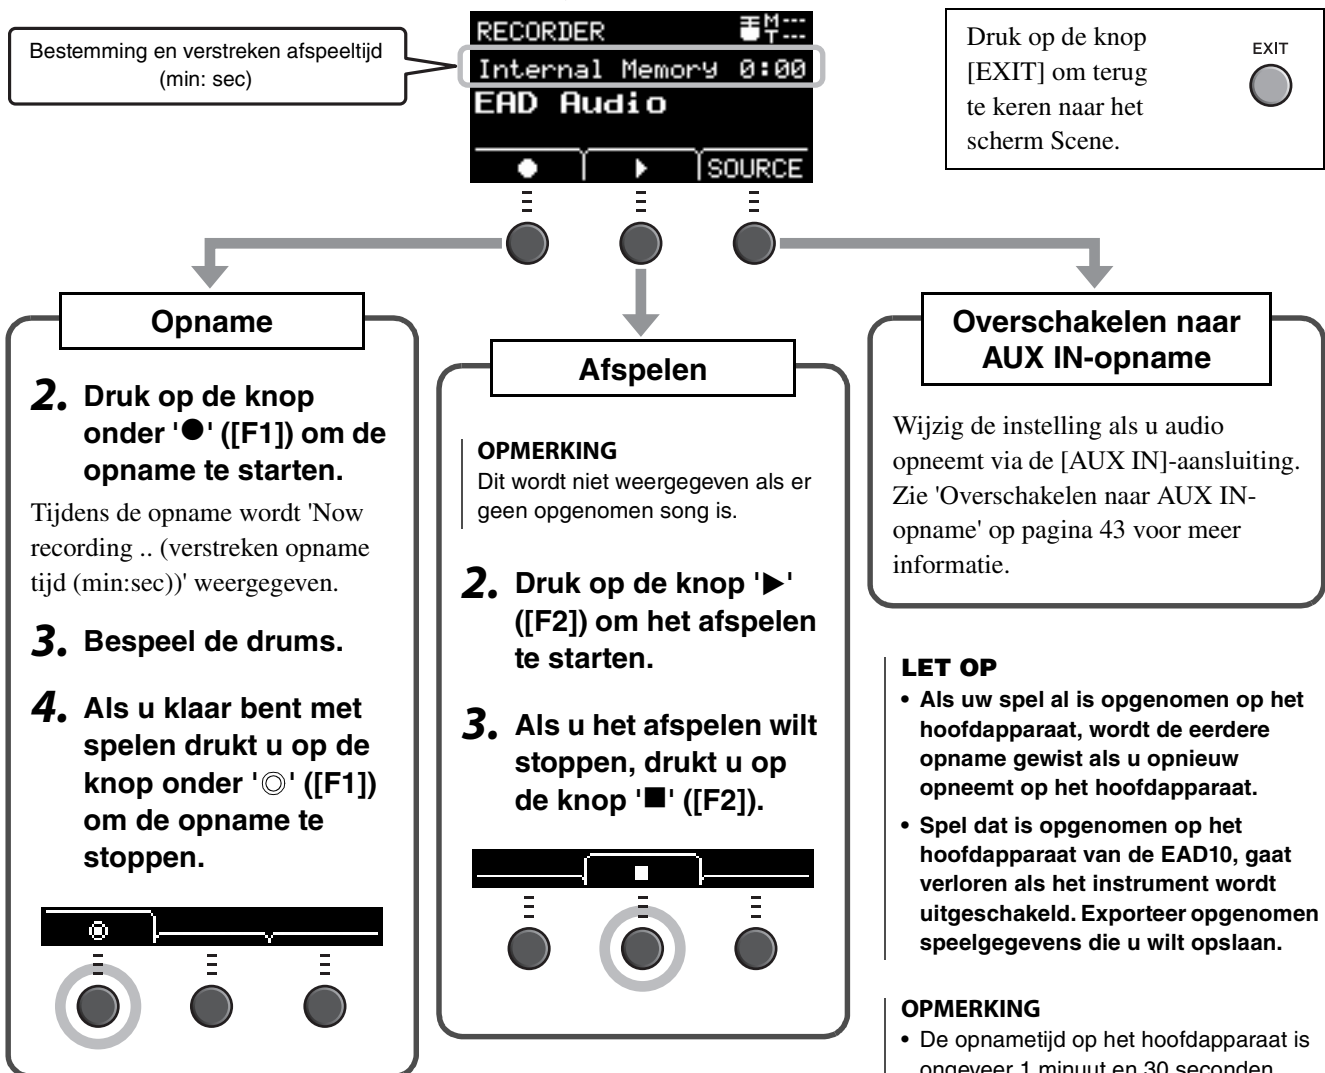 Bestemming en verstreken afspeeltijd
(min: sec)
RECORDER
M---
T---
Internal Memory 0:00
EAD Audio
● ▶ SOURCE
Druk op de knop
[EXIT] om terug
te keren naar het
scherm Scene.
EXIT
Opname
2. Druk op de knop
onder '●' ([F1]) om de
opname te starten.
Tijdens de opname wordt 'Now
recording .. (verstreken opname
tijd (min:sec))' weergegeven.
3. Bespeel de drums.
4. Als u klaar bent met
spelen drukt u op de
knop onder '◎' ([F1])
om de opname te
stoppen.
Afspelen
OPMERKING
Dit wordt niet weergegeven als er
geen opgenomen song is.
2. Druk op de knop '▶'
([F2]) om het afspelen
te starten.
3. Als u het afspelen wilt
stoppen, drukt u op
de knop '■' ([F2]).
Overschakelen naar
AUX IN-opname
Wijzig de instelling als u audio
opneemt via de [AUX IN]-aansluiting.
Zie 'Overschakelen naar AUX IN-
opname' op pagina 43 voor meer
informatie.
LET OP
• Als uw spel al is opgenomen op het
hoofdapparaat, wordt de eerdere
opname gewist als u opnieuw
opneemt op het hoofdapparaat.
• Spel dat is opgenomen op het
hoofdapparaat van de EAD10, gaat
verloren als het instrument wordt
uitgeschakeld. Exporteer opgenomen
speelgegevens die u wilt opslaan.
OPMERKING
• De opnametijd op het hoofdapparaat is
ongeveer 1 minuut en 30 seconden